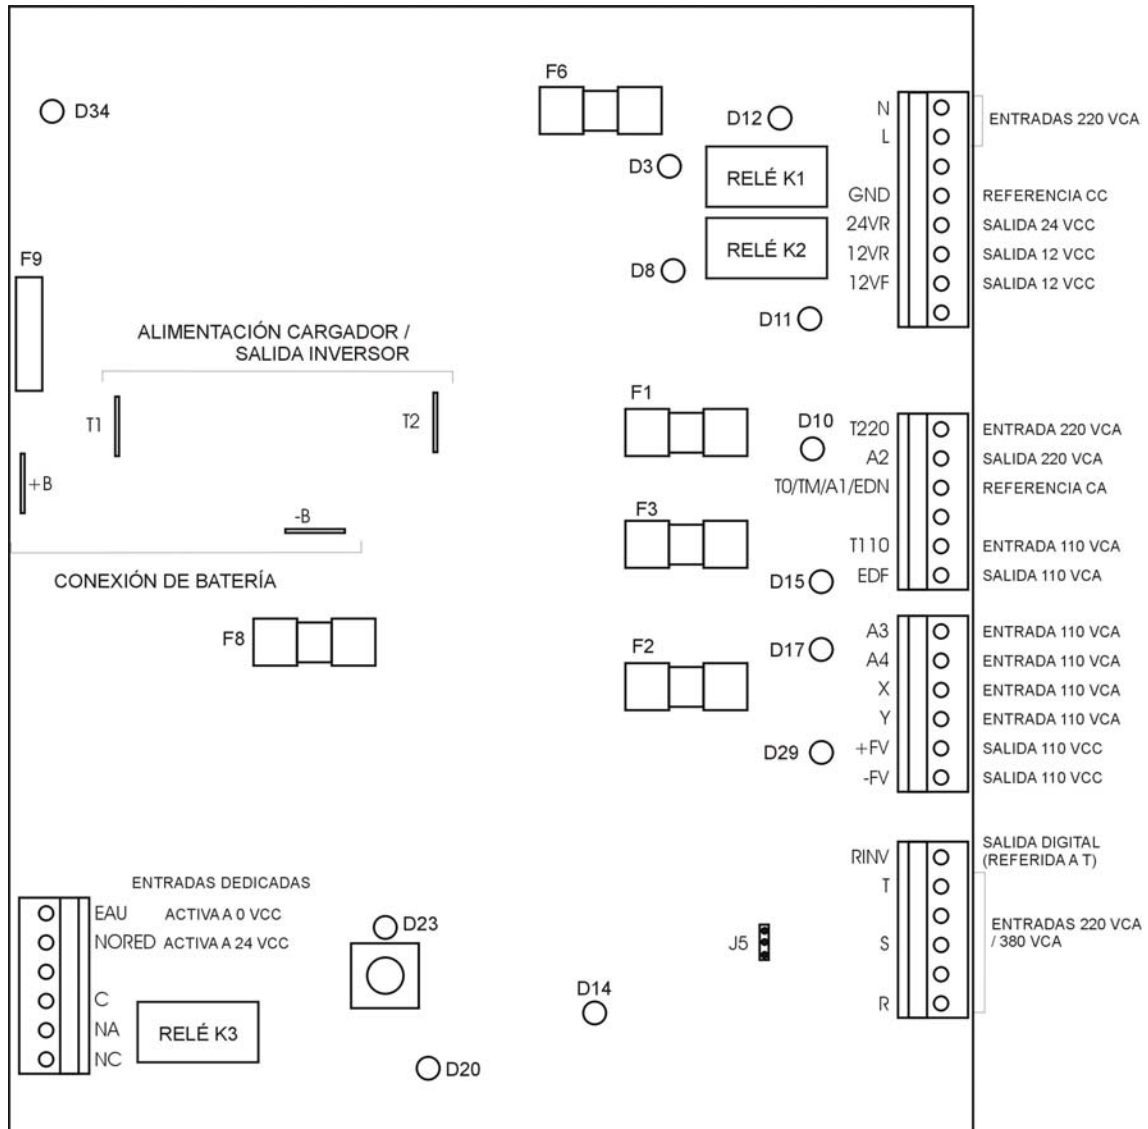 F6
D34
D12
N
ENTRADAS 220 VCA
L
D3
RELÉ K1
GND
REFERENCIA CC
24VR
SALIDA 24 VCC
RELÉ K2
12VR
SALIDA 12 VCC
F9
D8
12VF
SALIDA 12 VCC
D11
ALIMENTACIÓN CARGADOR /
SALIDA INVERSOR
F1
T1
T2
D10
T220
ENTRADA 220 VCA
A2
SALIDA 220 VCA
+B
T0/TM/A1/EDN
REFERENCIA CA
-B
F3
T110
ENTRADA 110 VCA
CONEXIÓN DE BATERÍA
D15
EDF
SALIDA 110 VCA
F8
F2
D17
A3
ENTRADA 110 VCA
A4
ENTRADA 110 VCA
X
ENTRADA 110 VCA
Y
ENTRADA 110 VCA
D29
+FV
SALIDA 110 VCC
-FV
SALIDA 110 VCC
RINV
SALIDA DIGITAL
(REFERIDA A T)
T
ENTRADAS DEDICADAS
EAU
ACTIVA A 0 VCC
NORED
ACTIVA A 24 VCC
D23
J5
S
ENTRADAS 220 VCA
/ 380 VCA
R
C
NA
NC
RELÉ K3
D14
D20